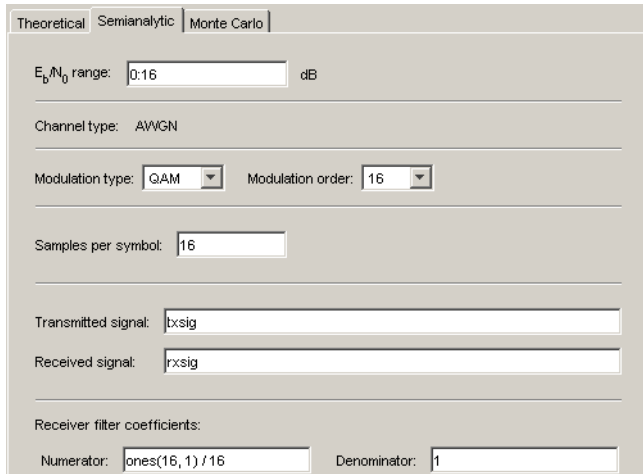 Theoretical Semianalytic Monte Carlo
Eb/N0 range: 0:16 dB
Channel type: AWGN
Modulation type: QAM Modulation order: 16
Samples per symbol: 16
Transmitted signal: txsig
Received signal: rxsig
Receiver filter coefficients:
Numerator: ones(16, 1) / 16 Denominator: 1